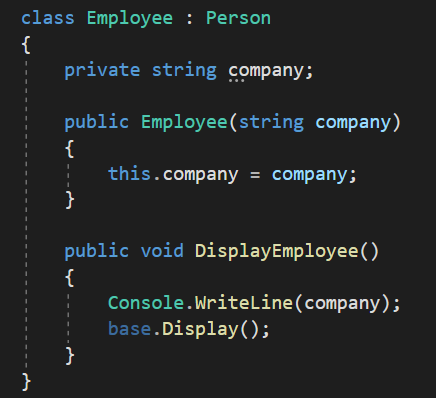 class Employee : Person
{
    private string company;

    public Employee(string company)
    {
        this.company = company;
    }

    public void DisplayEmployee()
    {
        Console.WriteLine(company);
        base.Display();
    }
}